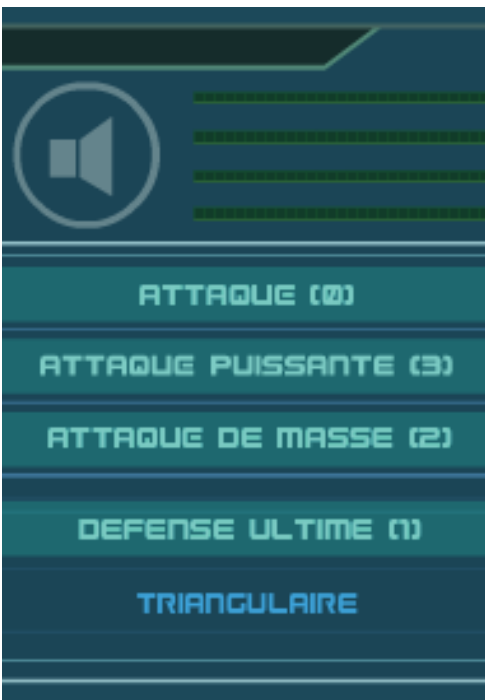 ATTAQUE (0)
ATTAQUE PUISSANTE (3)
ATTAQUE DE MASSE (2)
DEFENSE ULTIME (1)
TRIANGULAIRE